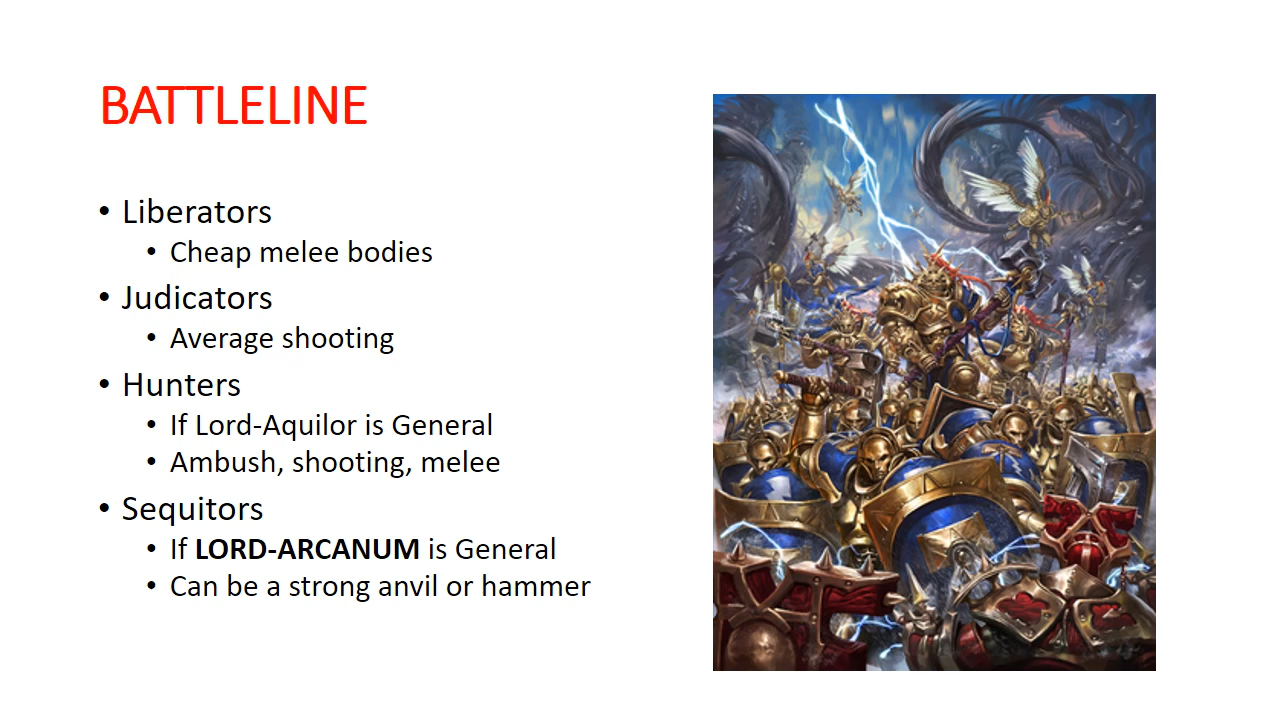 BATTLELINE
• Liberators
• Cheap melee bodies
• Judicators
• Average shooting
• Hunters
• If Lord-Aquilor is General
• Ambush, shooting, melee
• Sequitors
• If LORD-ARCANUM is General
• Can be a strong anvil or hammer